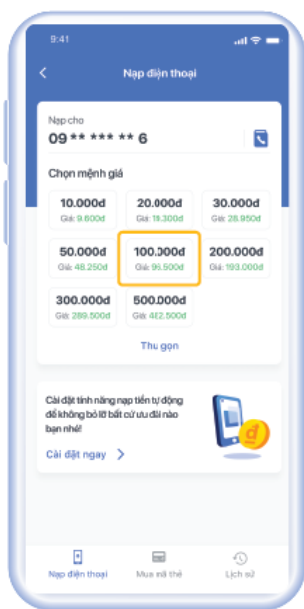 9:41
Nạp điện thoại
Nạp cho
09 ** *** ** 6
Chọn mệnh giá
10.000đ 20.000đ 30.000đ
Giá: 9.600đ Giá: 19.300đ Giá: 28.950đ
50.000đ 100.000đ 200.000đ
Giá: 48.250đ Giá: 96.500đ Giá: 193.000đ
300.000đ 500.000đ
Giá: 289.500đ Giá: 482.500đ
Thu gọn
Cài đặt tính năng nạp tiền tự động
để không bỏ lỡ bất cứ ưu đãi nào
bạn nhé!
Cài đặt ngay
đ
Nạp điện thoại Mua mã thẻ Lịch sử